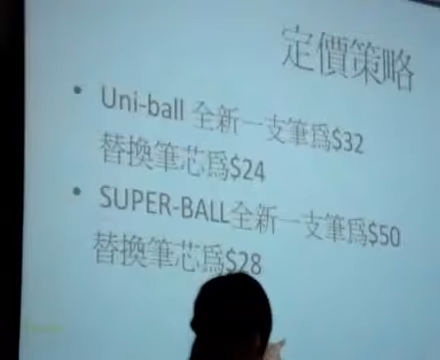 定價策略
• Uni-ball 全新一支筆爲$32
替換筆芯爲$24
• SUPER-BALL全新一支筆爲$50
替換筆芯爲$28